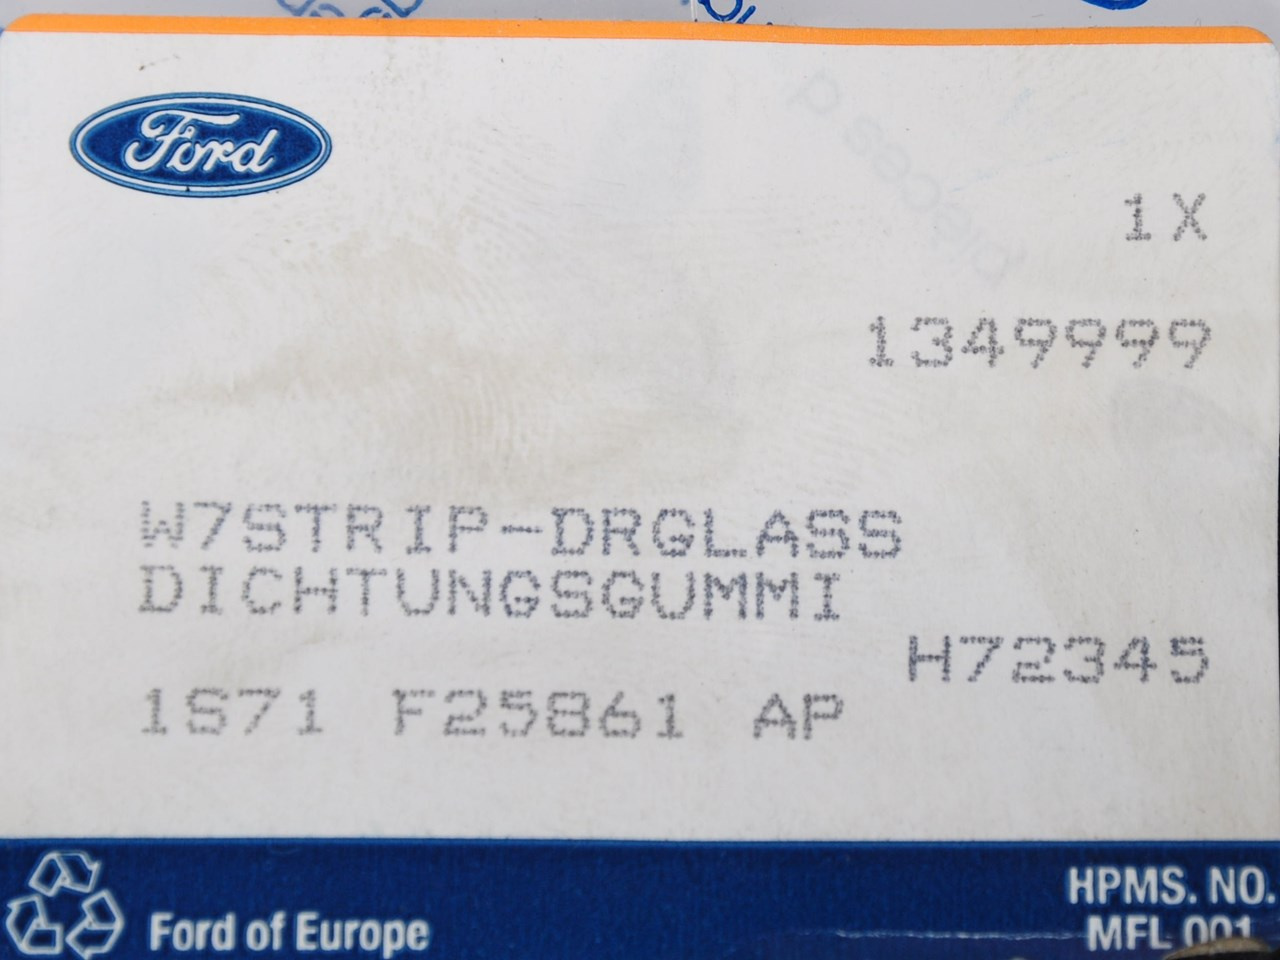 Ford
1X
1349999
W7STRIP-DRGLASS
DICHTUNGSGUMMI
H72345
1S71 F25861 AP
Ford of Europe
HPMS. NO.
MFL 001